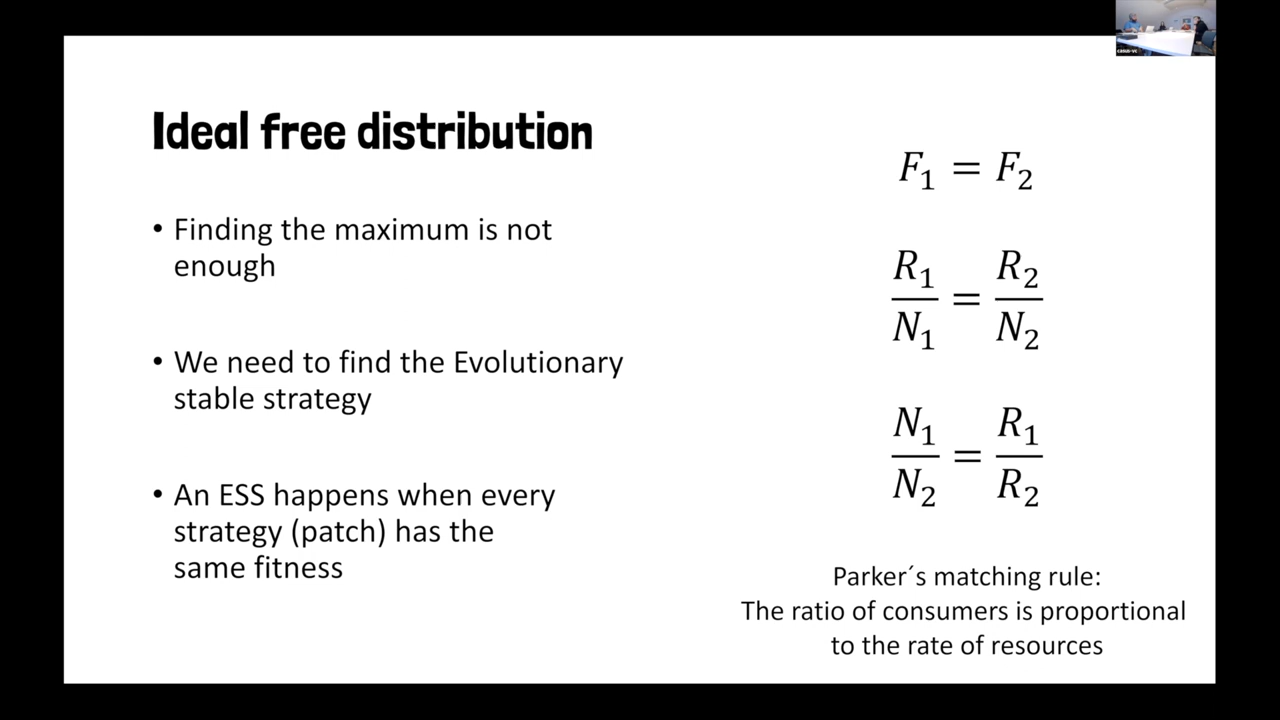 Ideal free distribution
• Finding the maximum is not
enough
• We need to find the Evolutionary
stable strategy
• An ESS happens when every
strategy (patch) has the
same fitness
F₁ = F₂
R₁/N₁ = R₂/N₂
N₁/N₂ = R₁/R₂
Parker´s matching rule:
The ratio of consumers is proportional
to the rate of resources